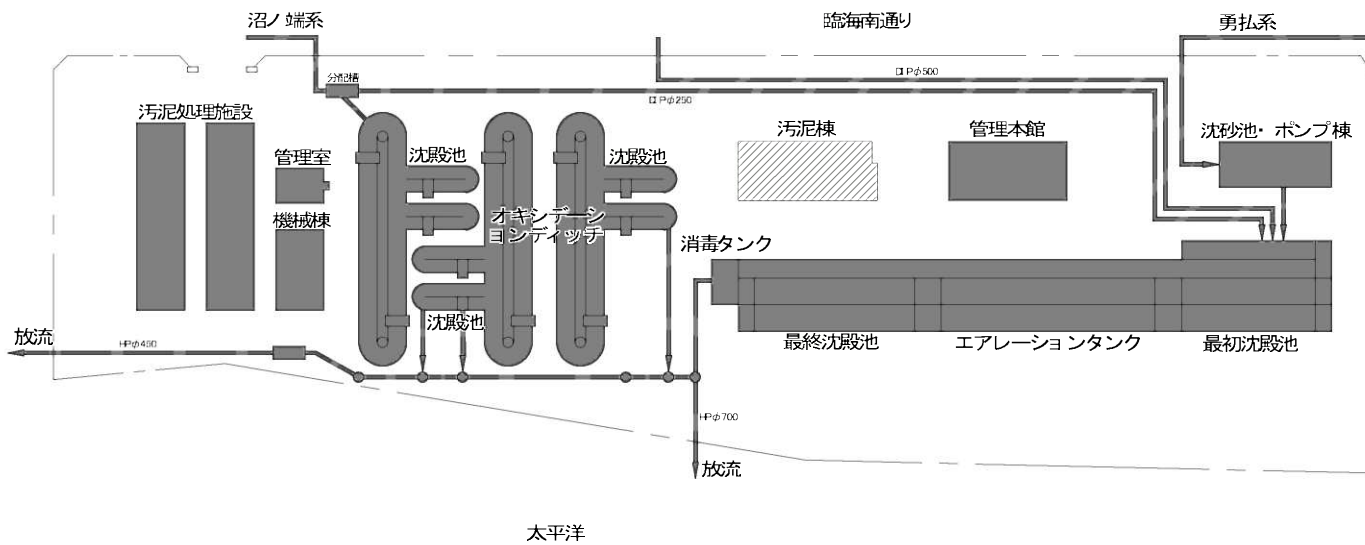 沼ノ端系
臨海南通り
勇払系
分配槽
DIPφ500
DIPφ250
汚泥処理施設
管理室
機械棟
沈殿池
オキシデーシ
ョンディッチ
沈殿池
沈殿池
汚泥棟
管理本館
沈砂池・ポンプ棟
消毒タンク
最終沈殿池
エアレーションタンク
最初沈殿池
放流
HPφ450
HPφ700
放流
太平洋